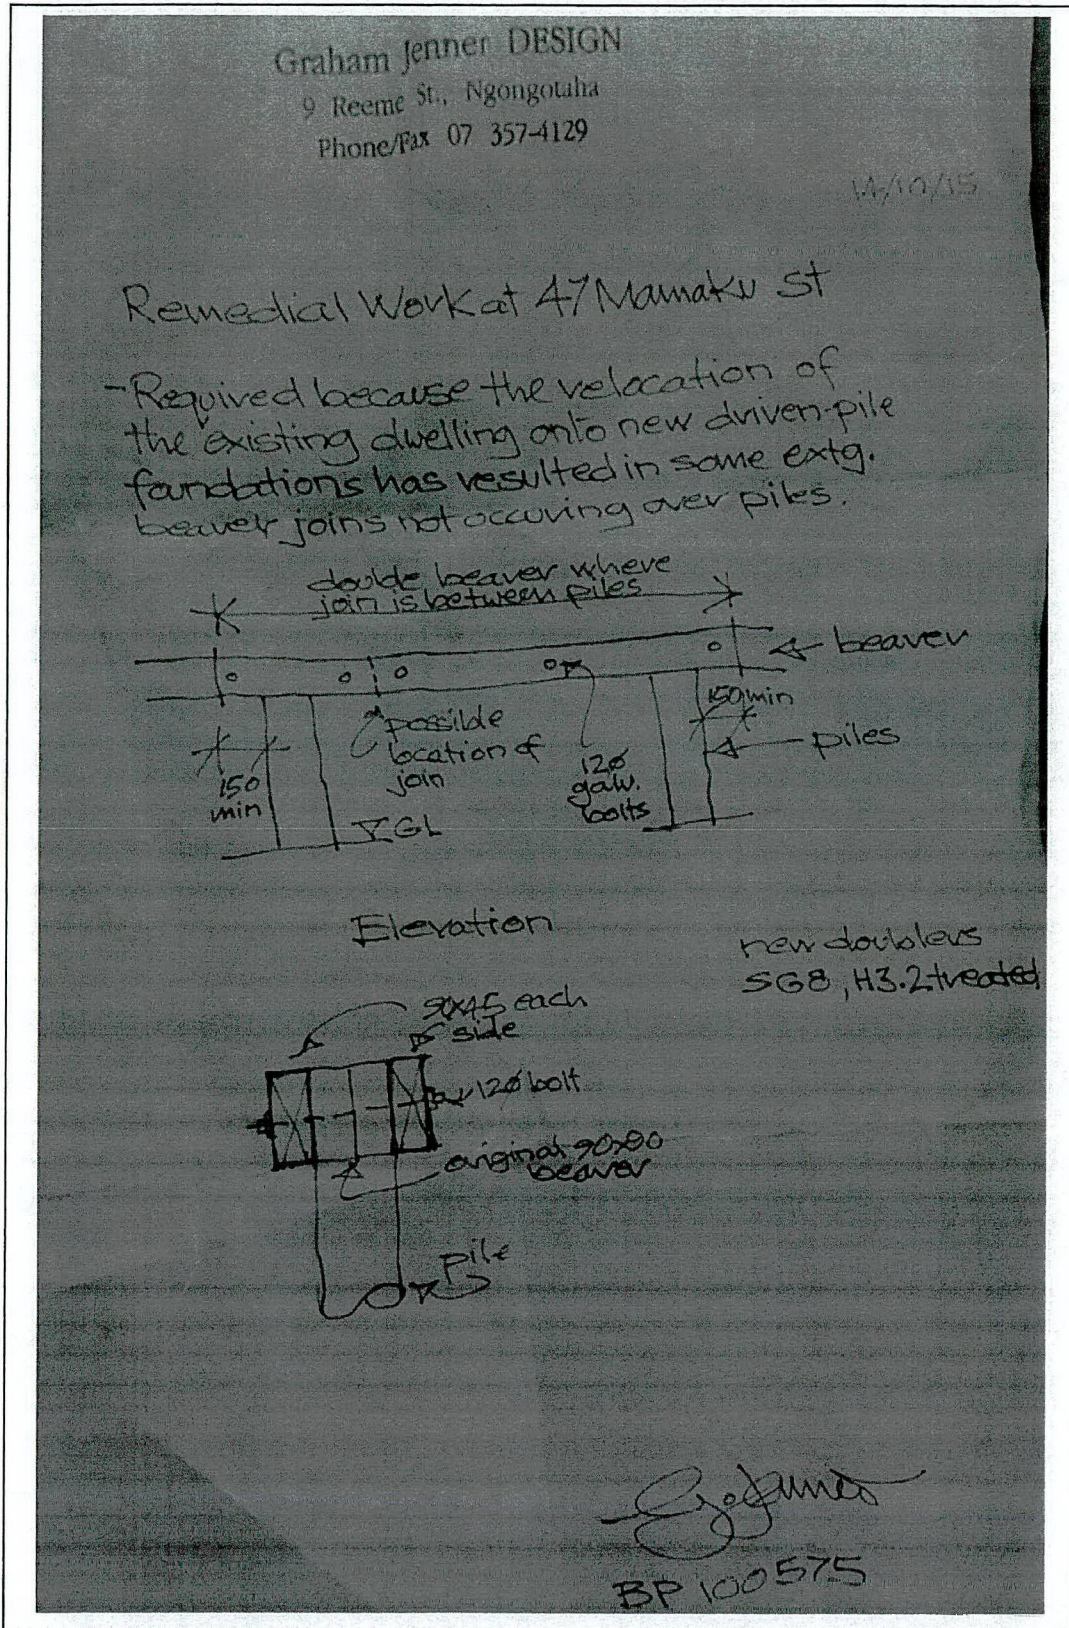 Graham Jenner DESIGN
9 Reeme St., Ngongotaha
Phone/Fax 07 357-4129
14/10/15
Remedial Work at 47 Mamaku St
- Required because the relocation of
the existing dwelling onto new driven-pile
foundations has resulted in some extg.
bearer joins not occuring over piles.
double bearer where
join is between piles
bearer
150 min
possible
location of
join
piles
150
min
12ø
galv.
bolts
GL
Elevation
new doublers
SG8, H3.2 treated
90x45 each
side
12ø bolt
original 90x90
bearer
pile
G. Jenner
BP 100575